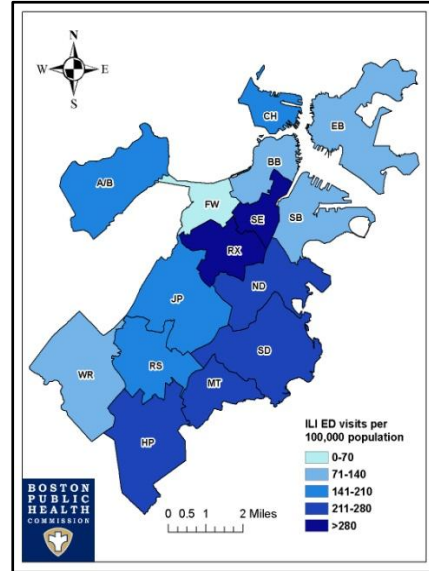 N
W E
S
CH
EB
A/B
BB
FW
SE
SB
RX
ND
JP
SD
WR
RS
MT
HP
ILI ED visits per
100,000 population
0-70
71-140
141-210
211-280
>280
BOSTON
PUBLIC
HEALTH
COMMISSION
0 0.5 1 2 Miles